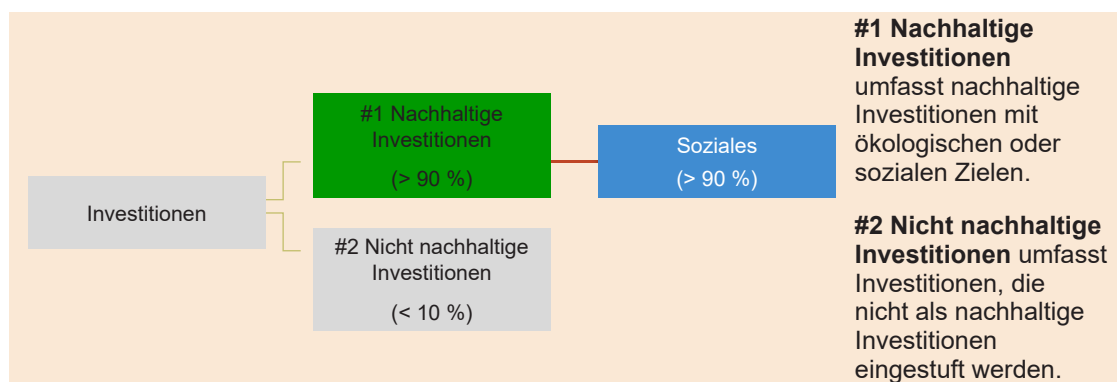 Investitionen
#1 Nachhaltige
Investitionen
(> 90 %)
Soziales
(> 90 %)
#2 Nicht nachhaltige
Investitionen
(< 10 %)
#1 Nachhaltige
Investitionen
umfasst nachhaltige
Investitionen mit
ökologischen oder
sozialen Zielen.
#2 Nicht nachhaltige
Investitionen umfasst
Investitionen, die
nicht als nachhaltige
Investitionen
eingestuft werden.